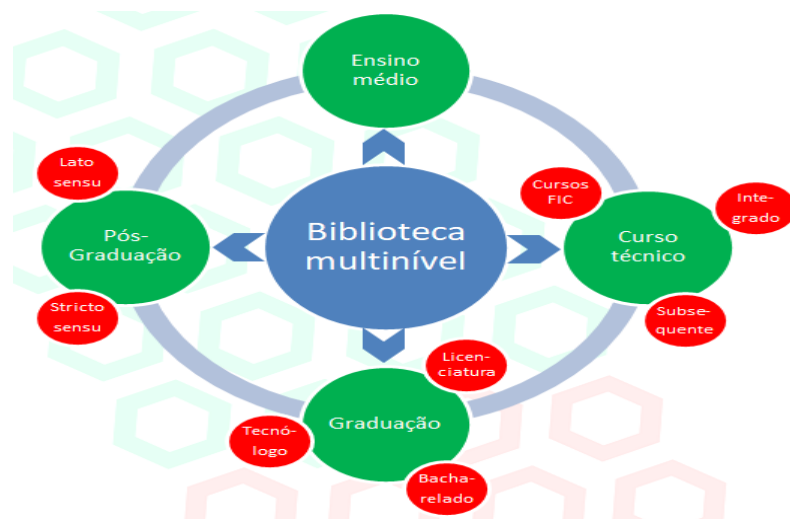 Ensino
médio
Lato
sensu
Cursos
FIC
Inte-
grado
Pós-
Graduação
Biblioteca
multinível
Curso
técnico
Stricto
sensu
Subse-
quente
Licen-
ciatura
Graduação
Tecnó-
logo
Bacha-
relado